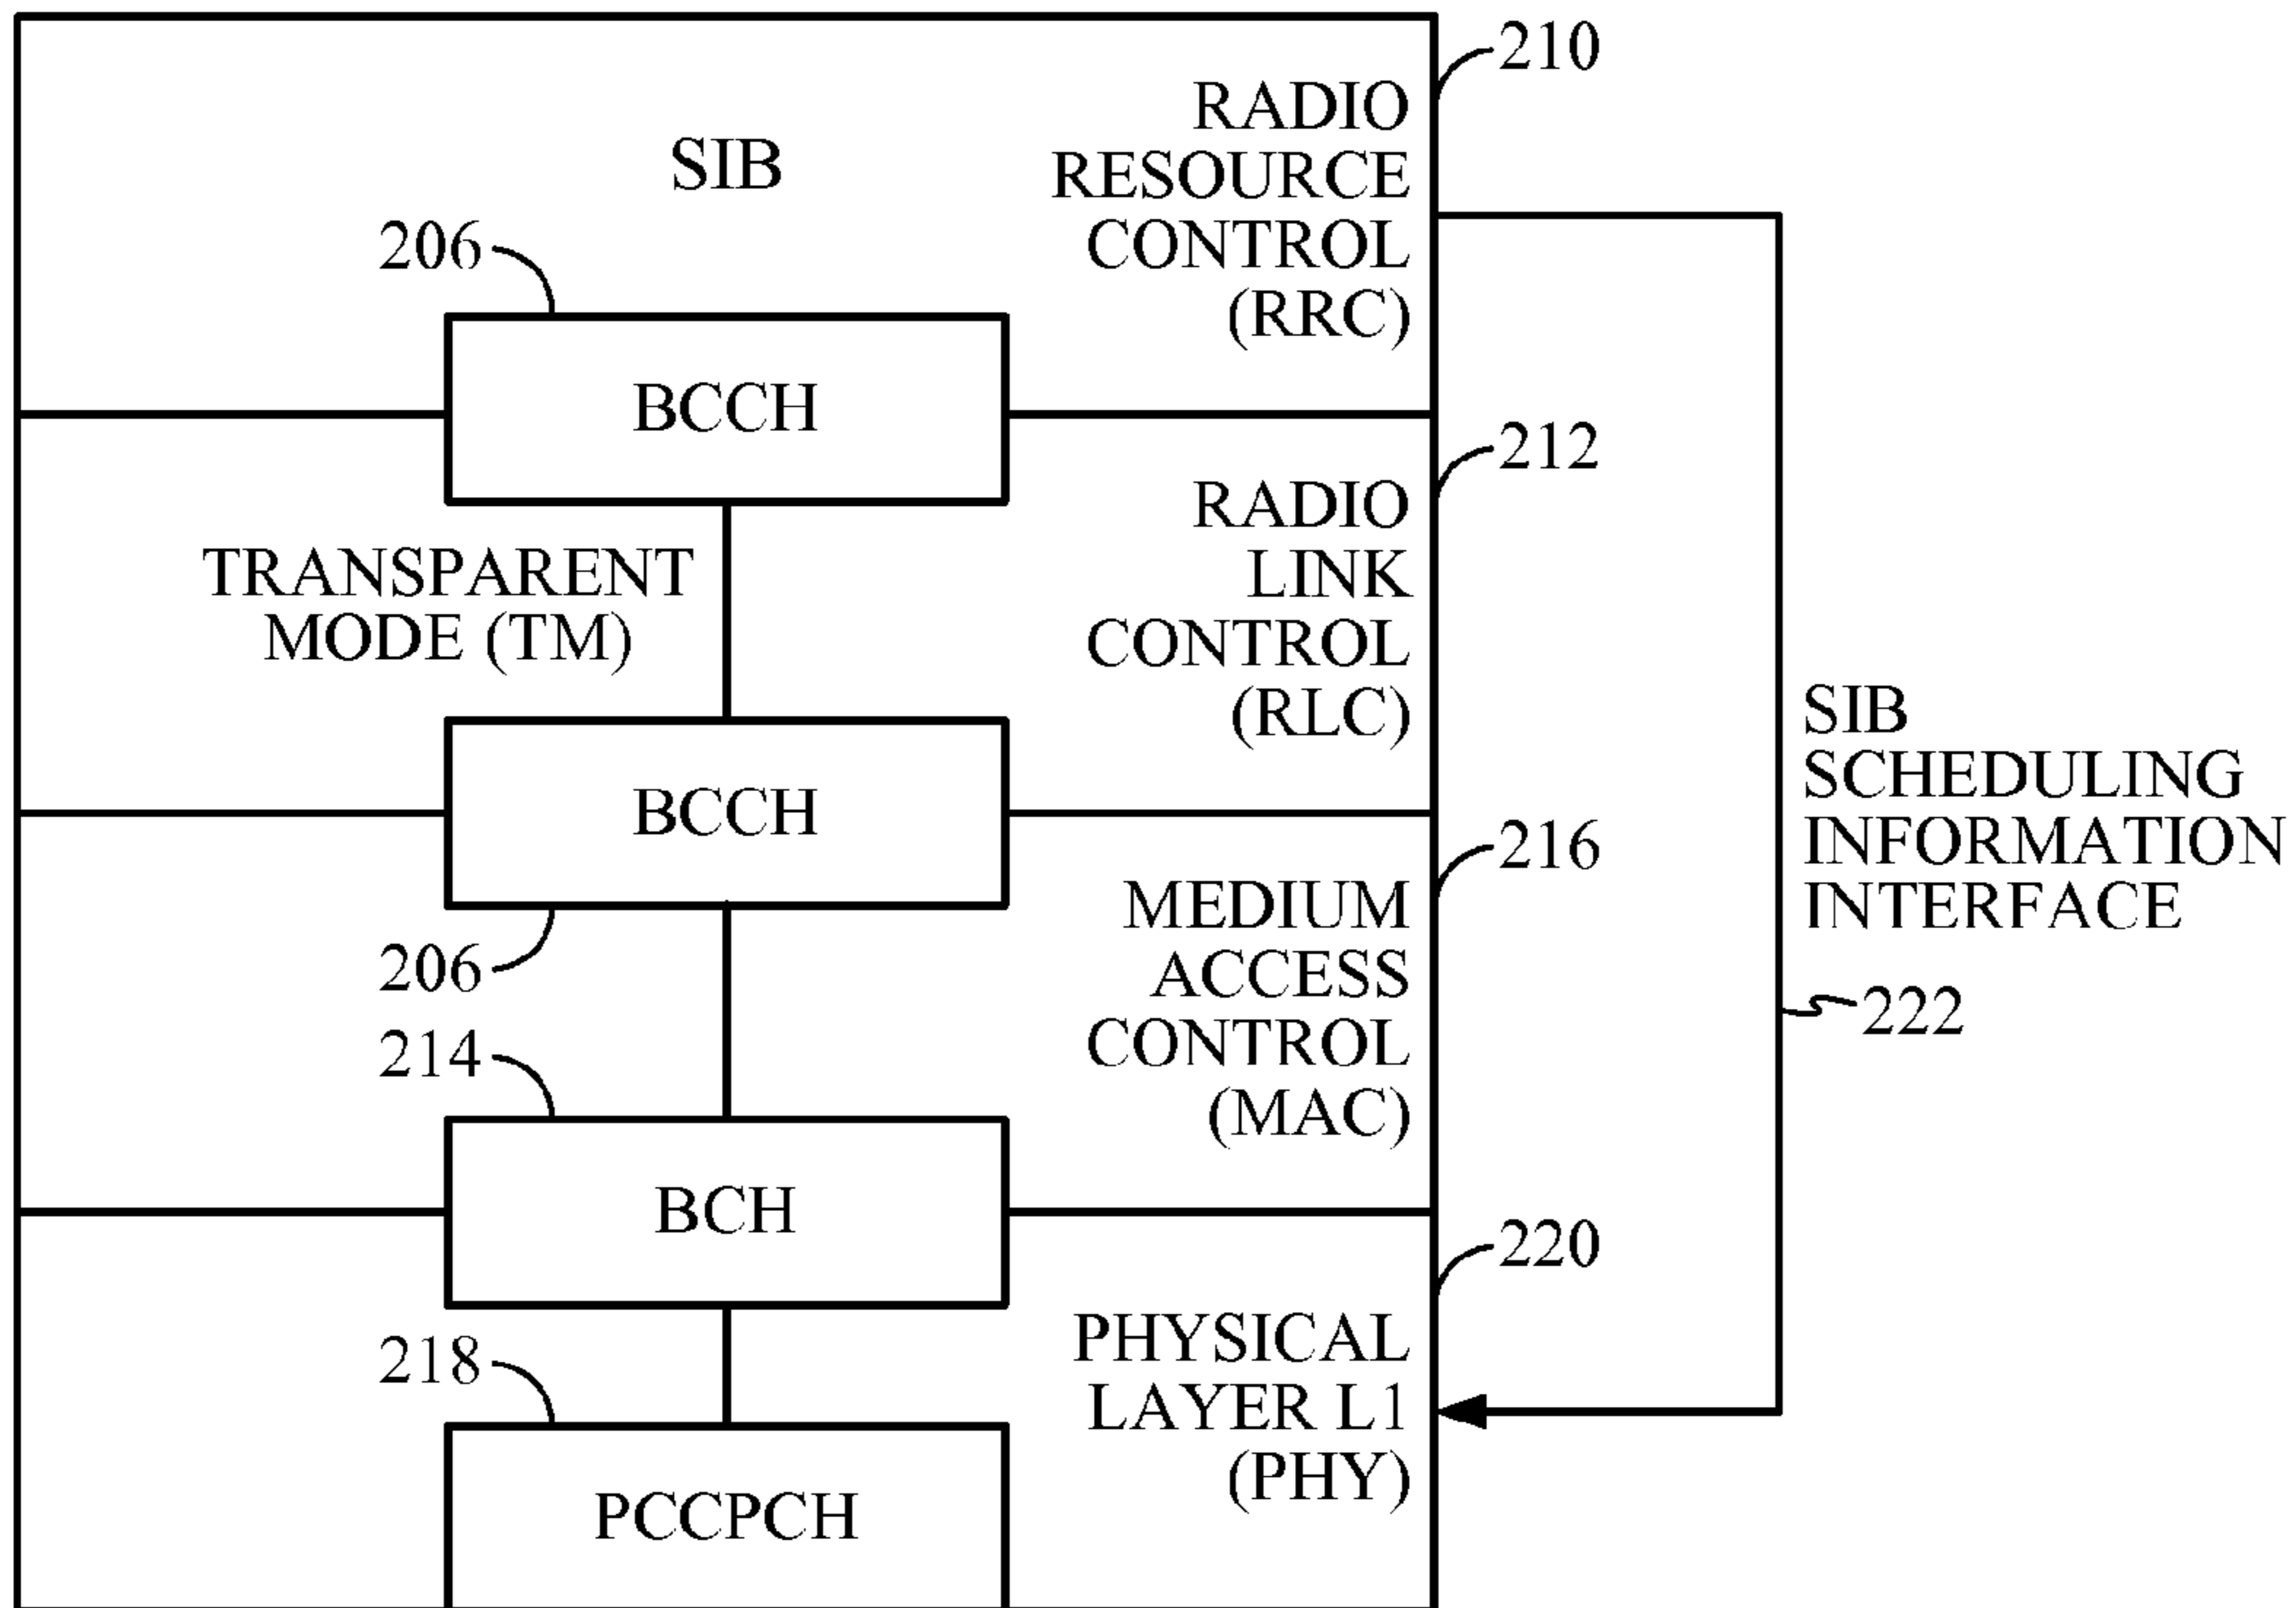 210
RADIO
RESOURCE
CONTROL
(RRC)
SIB
206
BCCH
212
RADIO
LINK
CONTROL
(RLC)
TRANSPARENT
MODE (TM)
BCCH
206
216
MEDIUM
ACCESS
CONTROL
(MAC)
SIB
SCHEDULING
INFORMATION
INTERFACE
222
214
BCH
220
PHYSICAL
LAYER L1
(PHY)
218
PCCPCH